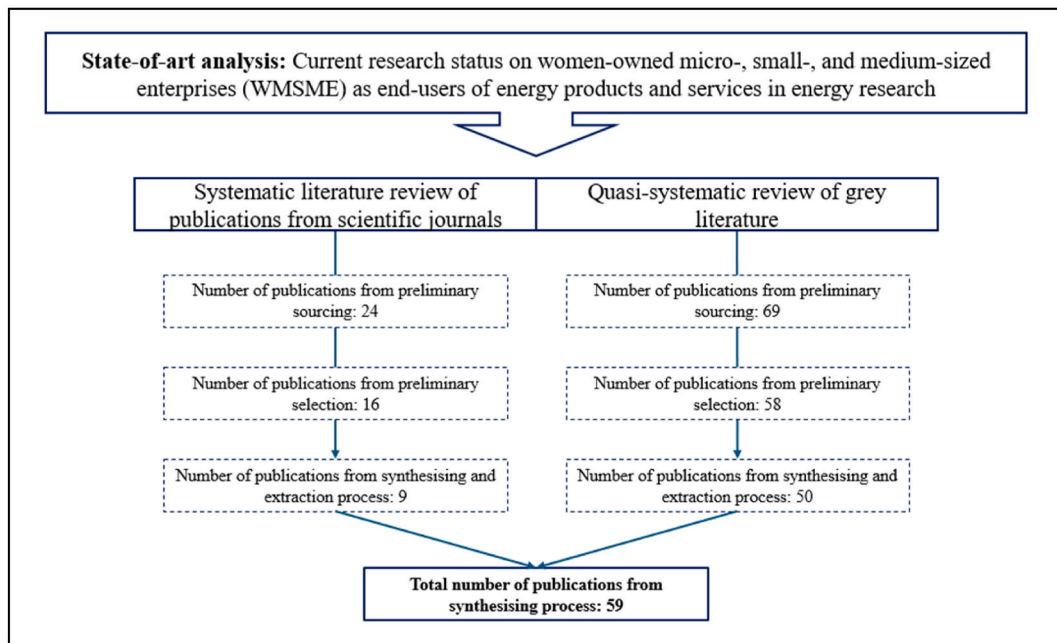 State-of-art analysis: Current research status on women-owned micro-, small-, and medium-sized
enterprises (WMSME) as end-users of energy products and services in energy research
Systematic literature review of
publications from scientific journals
Quasi-systematic review of grey
literature
Number of publications from preliminary
sourcing: 24
Number of publications from preliminary
sourcing: 69
Number of publications from preliminary
selection: 16
Number of publications from preliminary
selection: 58
Number of publications from synthesising and
extraction process: 9
Number of publications from synthesising and
extraction process: 50
Total number of publications from
synthesising process: 59